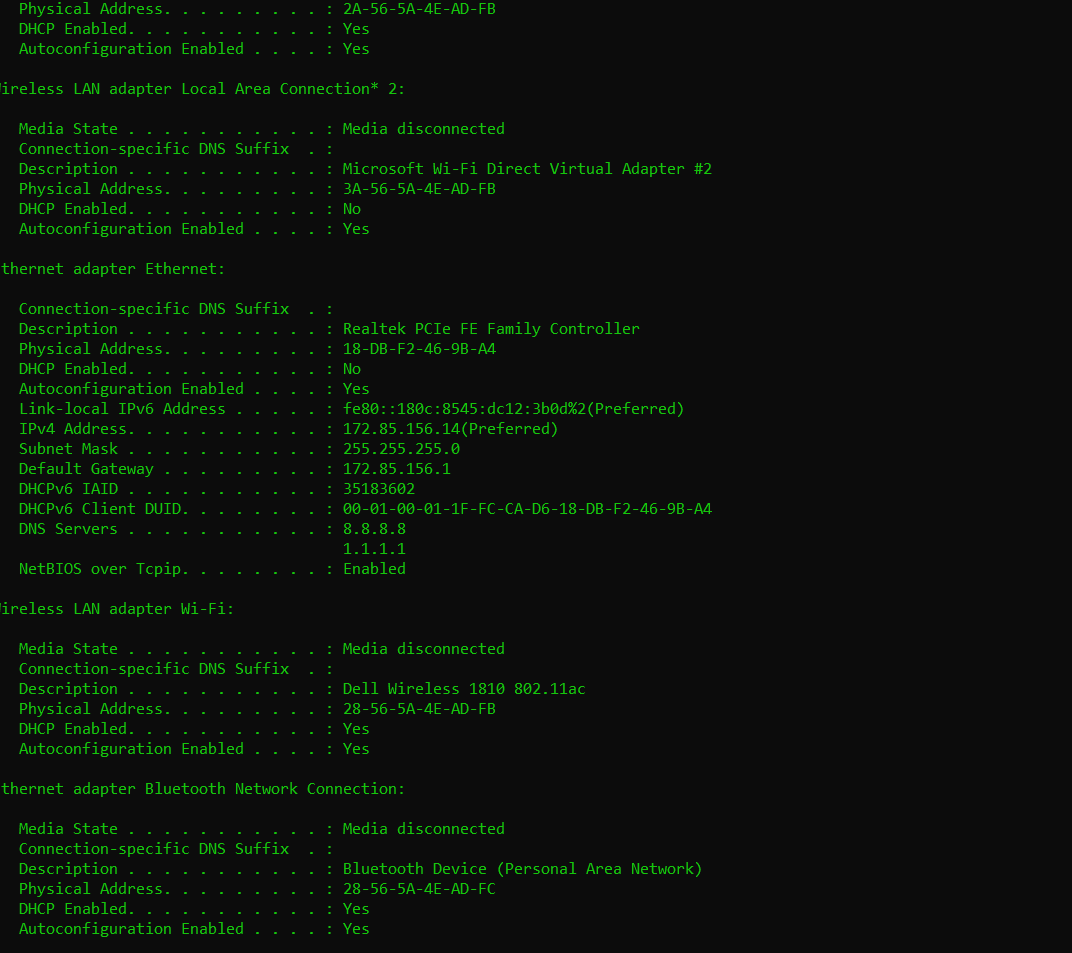 Physical Address. . . . . . . . . : 2A-56-5A-4E-AD-FB
DHCP Enabled. . . . . . . . . . . : Yes
Autoconfiguration Enabled . . . . : Yes
ireless LAN adapter Local Area Connection* 2:
Media State . . . . . . . . . . . : Media disconnected
Connection-specific DNS Suffix  . :
Description . . . . . . . . . . . : Microsoft Wi-Fi Direct Virtual Adapter #2
Physical Address. . . . . . . . . : 3A-56-5A-4E-AD-FB
DHCP Enabled. . . . . . . . . . . : No
Autoconfiguration Enabled . . . . : Yes
thernet adapter Ethernet:
Connection-specific DNS Suffix  . :
Description . . . . . . . . . . . : Realtek PCIe FE Family Controller
Physical Address. . . . . . . . . : 18-DB-F2-46-9B-A4
DHCP Enabled. . . . . . . . . . . : No
Autoconfiguration Enabled . . . . : Yes
Link-local IPv6 Address . . . . . : fe80::180c:8545:dc12:3b0d%2(Preferred)
IPv4 Address. . . . . . . . . . . : 172.85.156.14(Preferred)
Subnet Mask . . . . . . . . . . . : 255.255.255.0
Default Gateway . . . . . . . . . : 172.85.156.1
DHCPv6 IAID . . . . . . . . . . . : 35183602
DHCPv6 Client DUID. . . . . . . . : 00-01-00-01-1F-FC-CA-D6-18-DB-F2-46-9B-A4
DNS Servers . . . . . . . . . . . : 8.8.8.8
1.1.1.1
NetBIOS over Tcpip. . . . . . . . : Enabled
ireless LAN adapter Wi-Fi:
Media State . . . . . . . . . . . : Media disconnected
Connection-specific DNS Suffix  . :
Description . . . . . . . . . . . : Dell Wireless 1810 802.11ac
Physical Address. . . . . . . . . : 28-56-5A-4E-AD-FB
DHCP Enabled. . . . . . . . . . . : Yes
Autoconfiguration Enabled . . . . : Yes
thernet adapter Bluetooth Network Connection:
Media State . . . . . . . . . . . : Media disconnected
Connection-specific DNS Suffix  . :
Description . . . . . . . . . . . : Bluetooth Device (Personal Area Network)
Physical Address. . . . . . . . . : 28-56-5A-4E-AD-FC
DHCP Enabled. . . . . . . . . . . : Yes
Autoconfiguration Enabled . . . . : Yes